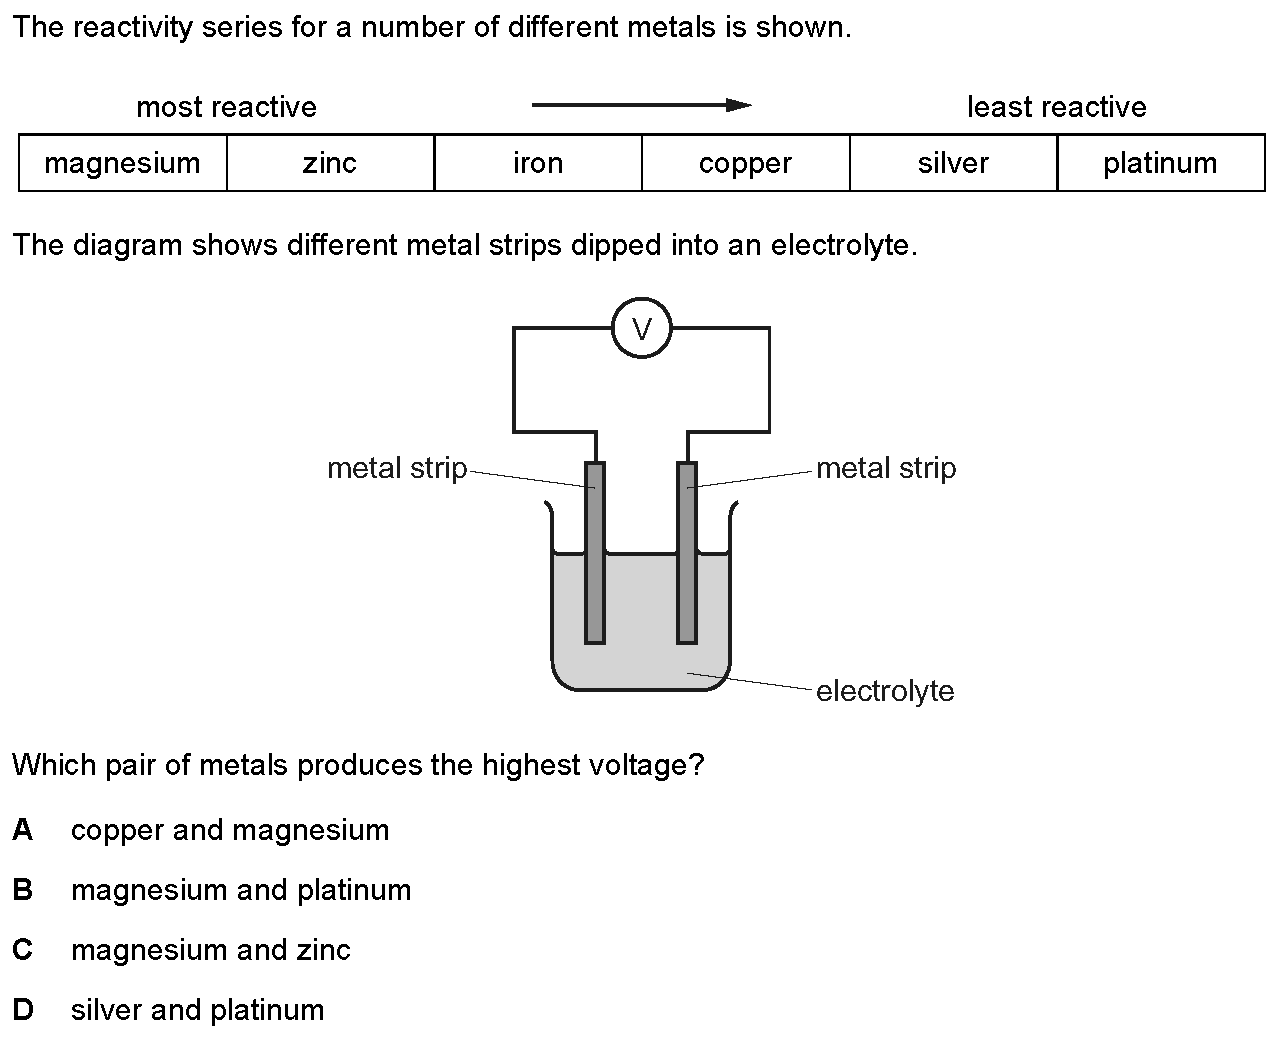 The reactivity series for a number of different metals is shown.
most reactive least reactive
magnesium zinc iron copper silver platinum
The diagram shows different metal strips dipped into an electrolyte.
V
metal strip metal strip
electrolyte
Which pair of metals produces the highest voltage?
A copper and magnesium
B magnesium and platinum
C magnesium and zinc
D silver and platinum